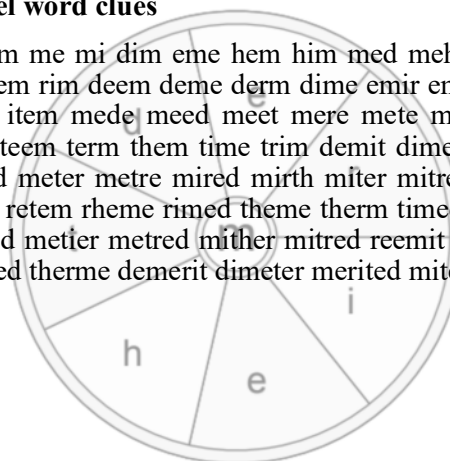 el word clues
m me mi dim eme hem him med meh
em rim deem deme derm dime emir
item mede meed meet mere mete m
teem term them time trim demit dime
d meter metre mired mirth miter mitre
retem rheme rimed theme therm time
d metier metred mither mitred reemit
ed therme demerit dimeter merited
e
d
t
m
i
h
e